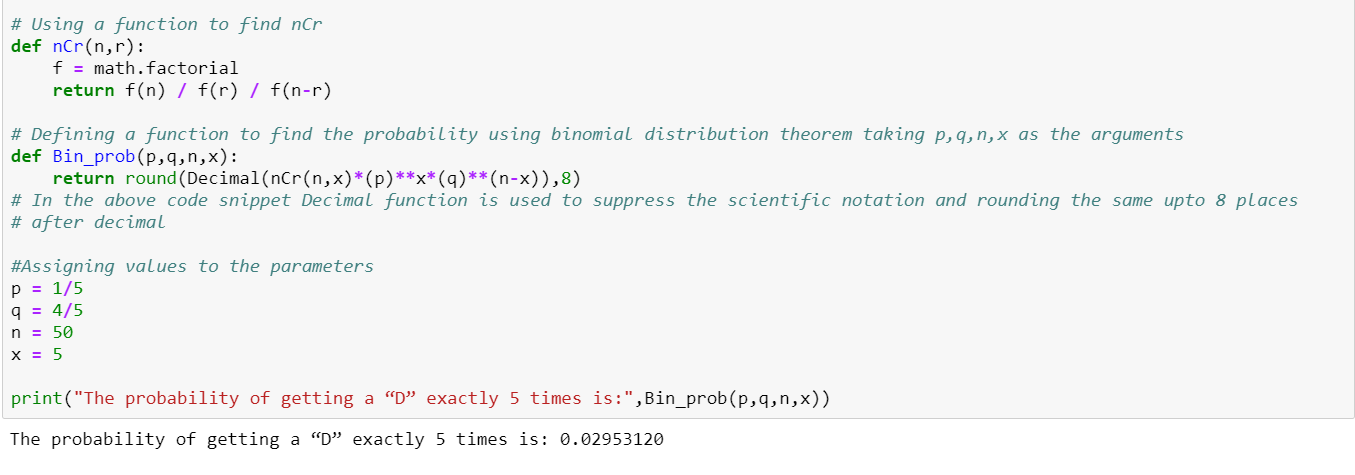 # Using a function to find nCr
def nCr(n,r):
    f = math.factorial
    return f(n) / f(r) / f(n-r)
# Defining a function to find the probability using binomial distribution theorem taking p,q,n,x as the arguments
def Bin_prob(p,q,n,x):
    return round(Decimal(nCr(n,x)*(p)**x*(q)**(n-x)),8)
# In the above code snippet Decimal function is used to suppress the scientific notation and rounding the same upto 8 places
# after decimal
#Assigning values to the parameters
p = 1/5
q = 4/5
n = 50
x = 5
print("The probability of getting a “D” exactly 5 times is:",Bin_prob(p,q,n,x))
The probability of getting a “D” exactly 5 times is: 0.02953120